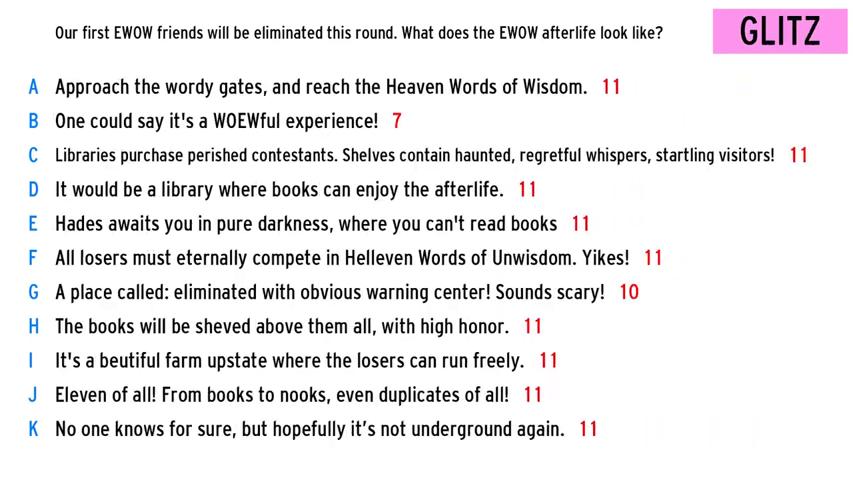 Our first EWOW friends will be eliminated this round. What does the EWOW afterlife look like?
GLITZ
A Approach the wordy gates, and reach the Heaven Words of Wisdom. 11
B One could say it's a WOEWful experience! 7
C Libraries purchase perished contestants. Shelves contain haunted, regretful whispers, startling visitors! 11
D It would be a library where books can enjoy the afterlife. 11
E Hades awaits you in pure darkness, where you can't read books 11
F All losers must eternally compete in Helleven Words of Unwisdom. Yikes! 11
G A place called: eliminated with obvious warning center! Sounds scary! 10
H The books will be sheved above them all, with high honor. 11
I It's a beutiful farm upstate where the losers can run freely. 11
J Eleven of all! From books to nooks, even duplicates of all! 11
K No one knows for sure, but hopefully it’s not underground again. 11